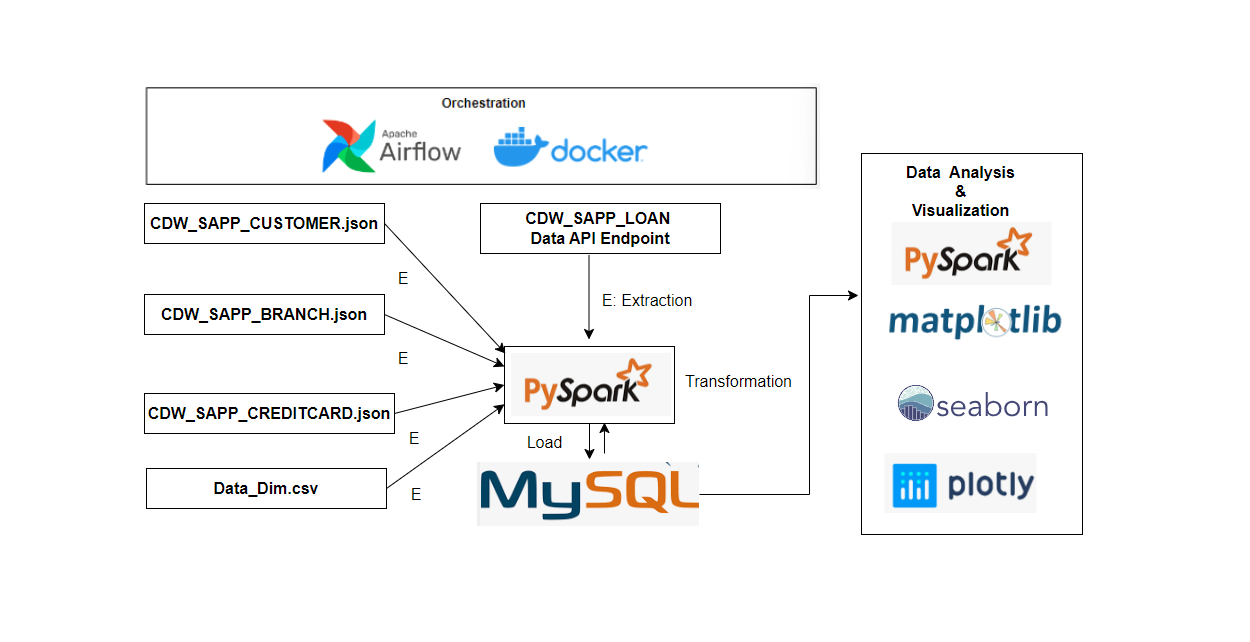 Orchestration
Apache
Airflow
docker
CDW_SAPP_CUSTOMER.json
CDW_SAPP_LOAN
Data API Endpoint
E
E: Extraction
CDW_SAPP_BRANCH.json
E
PySpark
Transformation
CDW_SAPP_CREDITCARD.json
E
Load
Data_Dim.csv
E
MySQL
Data Analysis
&
Visualization
PySpark
matplotlib
seaborn
plotly